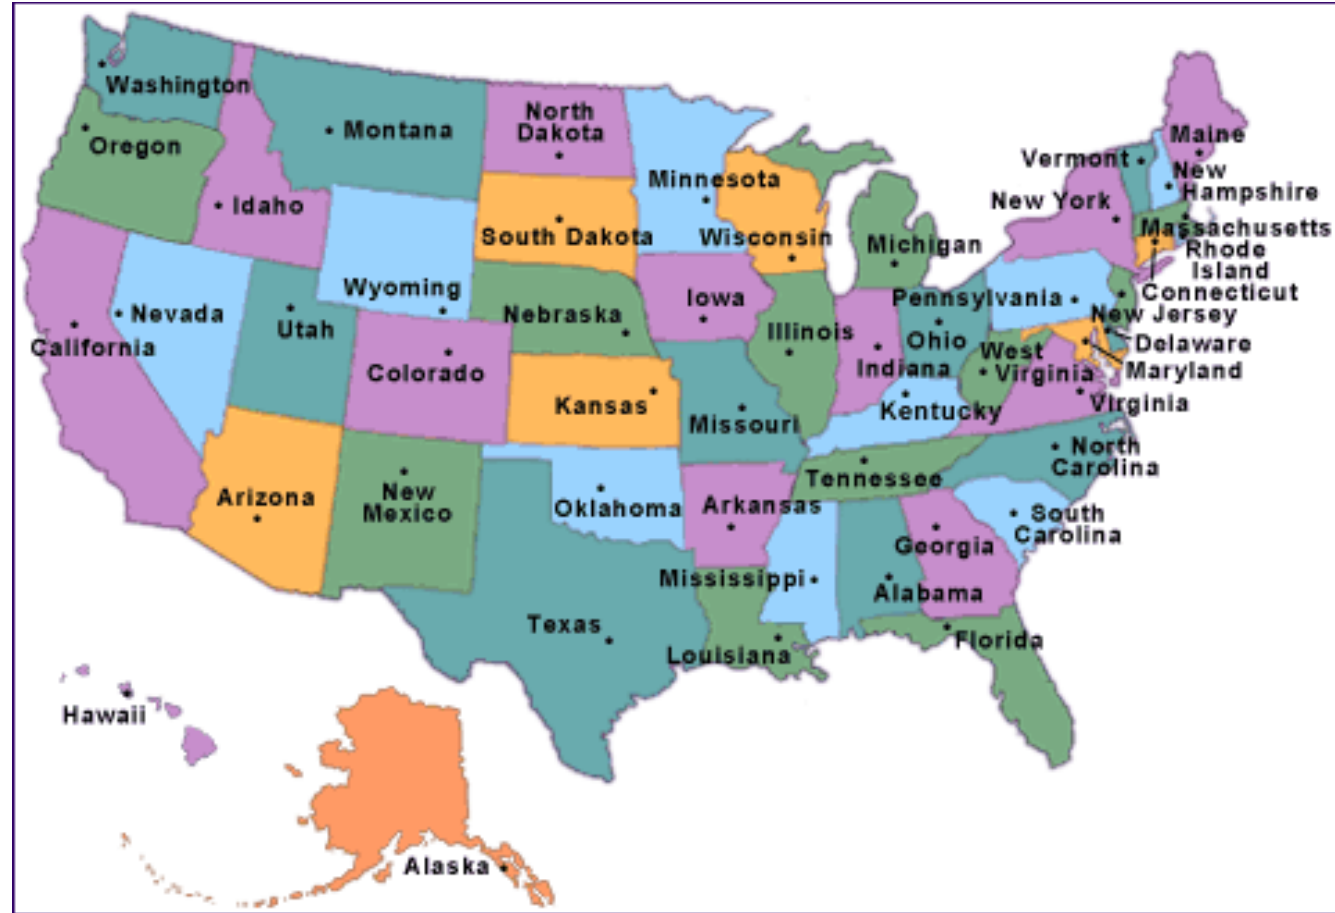 Washington
Oregon
Montana
Idaho
North
Dakota
South Dakota
Minnesota
Wisconsin
Michigan
Vermont
Maine
New
Hampshire
New York
Massachusetts
Rhode
Island
Connecticut
Pennsylvania
New Jersey
Delaware
Maryland
Wyoming
Nevada
Utah
California
Colorado
Nebraska
Iowa
Illinois
Indiana
Ohio
West
Virginia
Virginia
Kansas
Missouri
Kentucky
North
Carolina
Tennessee
Arizona
New
Mexico
Oklahoma
Arkansas
South
Carolina
Georgia
Mississippi
Alabama
Texas
Louisiana
Florida
Hawaii
Alaska